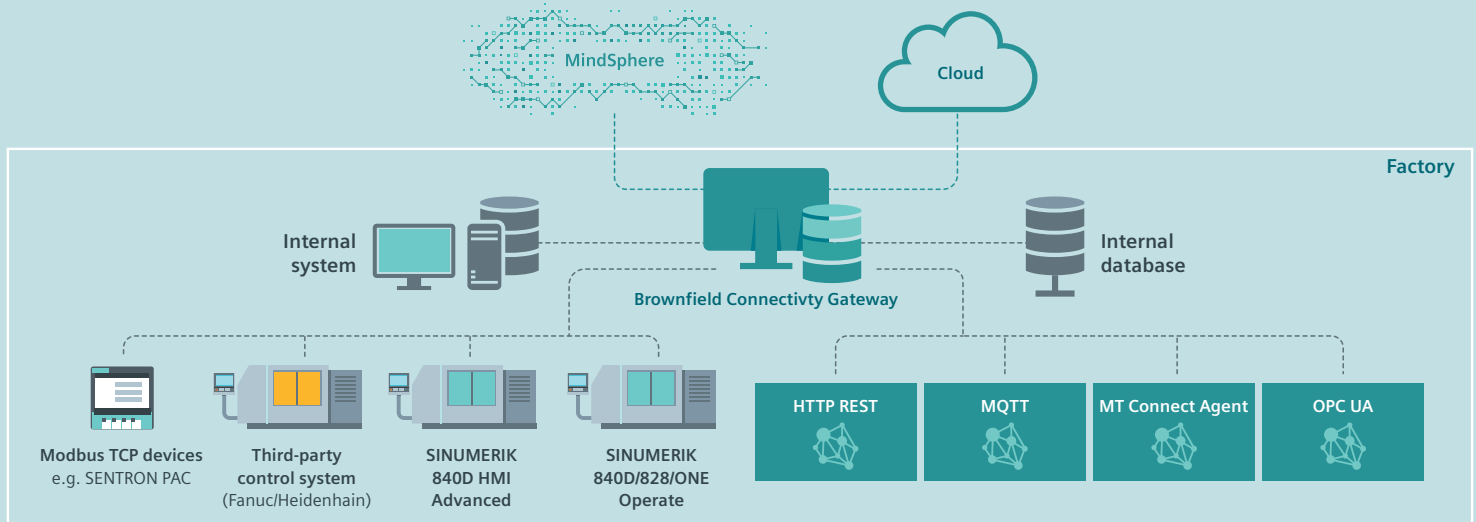 MindSphere
Cloud
Factory
Internal
system
Internal
database
Brownfield Connectivty Gateway
Modbus TCP devices
e.g. SENTRON PAC
Third-party
control system
(Fanuc/Heidenhain)
SINUMERIK
840D HMI
Advanced
SINUMERIK
840D/828/ONE
Operate
HTTP REST
MQTT
MT Connect Agent
OPC UA